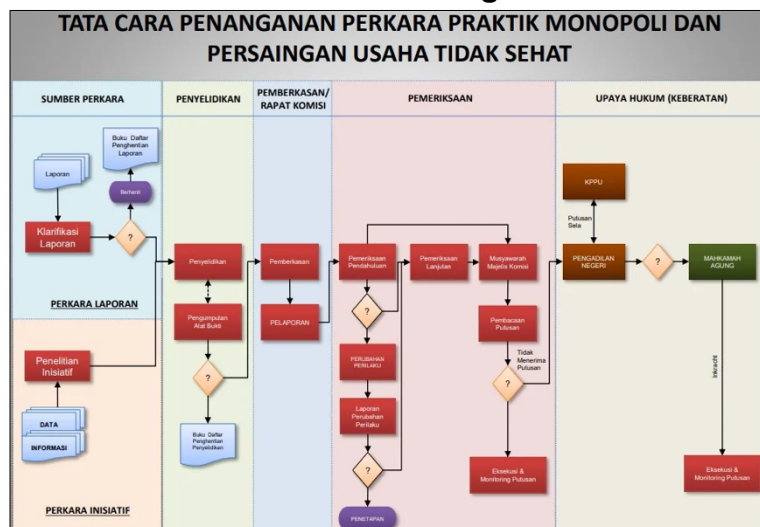 TATA CARA PENANGANAN PERKARA PRAKTIK MONOPOLI DAN
PERSAINGAN USAHA TIDAK SEHAT
SUMBER PERKARA
PENYELIDIKAN
PEMBERKASAN/
RAPAT KOMISI
PEMERIKSAAN
UPAYA HUKUM (KEBERATAN)
Laporan
Buku Daftar
Penghentian
Laporan
Berhenti
Klarifikasi
Laporan
?
PERKARA LAPORAN
Penelitian
Inisiatif
DATA
INFORMASI
PERKARA INISIATIF
Penyelidikan
Pengumpulan
Alat Bukti
?
Buku Daftar
Penghentian
Penyelidikan
Pemberkasan
PELAPORAN
Pemeriksaan
Pendahuluan
?
PERUBAHAN
PERILAKU
Laporan
Perubahan
Perilaku
?
PENETAPAN
Pemeriksaan
Lanjutan
Musyawarah
Majelis Komisi
Pembacaan
Putusan
Tidak
Menerima
Putusan
?
Eksekusi &
Monitoring Putusan
KPPU
Putusan
Sela
PENGADILAN
NEGERI
?
MAHKAMAH
AGUNG
Inkracht
Eksekusi &
Monitoring Putusan